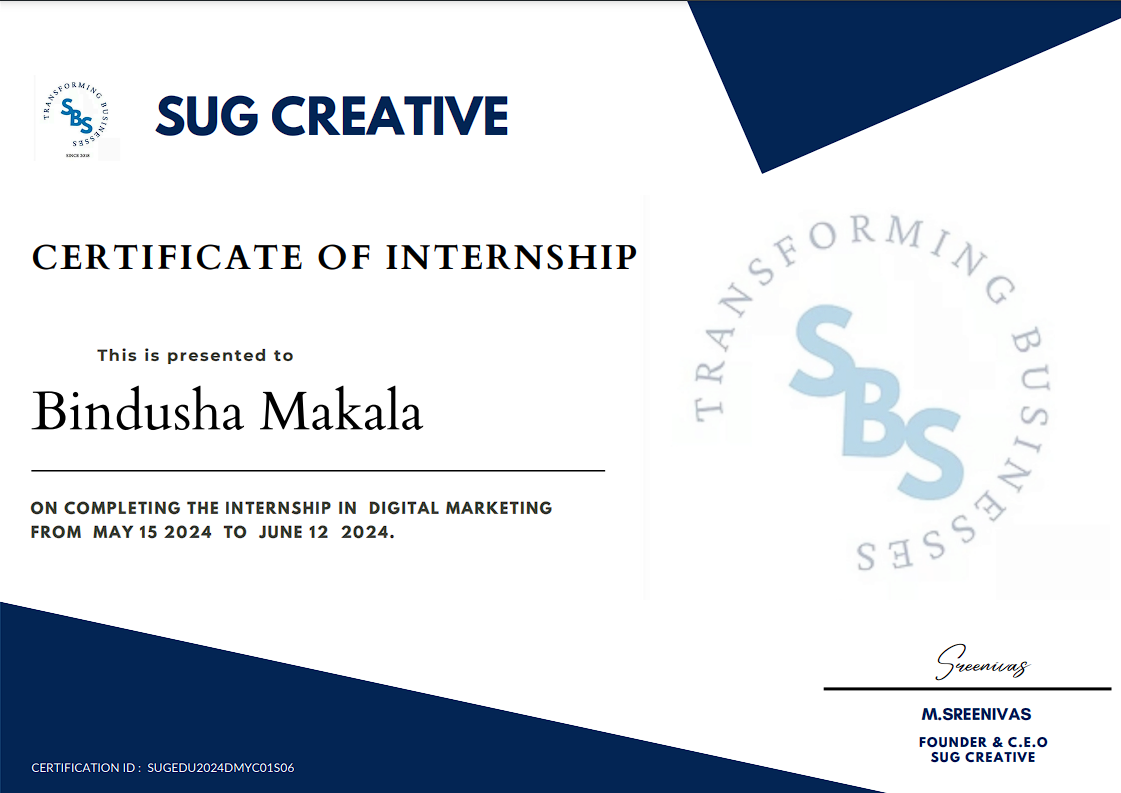 TRANSFORMING BUSINESSES
SBS
SINCE 2018
SUG CREATIVE
CERTIFICATE OF INTERNSHIP
This is presented to
Bindusha Makala
ON COMPLETING THE INTERNSHIP IN DIGITAL MARKETING
FROM MAY 15 2024 TO JUNE 12 2024.
TRANSFORMING BUSINESSES
SBS
Sreenivas
M.SREENIVAS
FOUNDER & C.E.O
SUG CREATIVE
CERTIFICATION ID : SUGEDU2024DMYC01S06